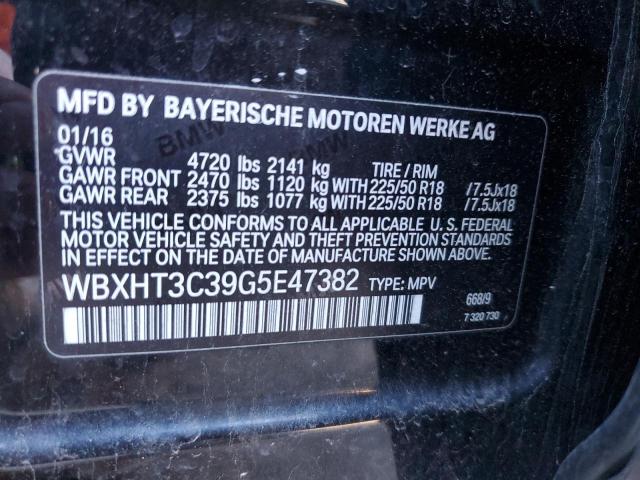 MFD BY BAYERISCHE MOTOREN WERKE AG
01/16
GVWR 4720 lbs 2141 kg TIRE / RIM
GAWR FRONT 2470 lbs 1120 kg WITH 225/50 R18 /7.5Jx18
GAWR REAR 2375 lbs 1077 kg WITH 225/50 R18 /7.5Jx18
THIS VEHICLE CONFORMS TO ALL APPLICABLE U. S. FEDERAL
MOTOR VEHICLE SAFETY AND THEFT PREVENTION STANDARDS
IN EFFECT ON THE DATE OF MANUFACTURE SHOWN ABOVE.
WBXHT3C39G5E47382 TYPE: MPV
668/9
7 320 730
BMW
BMW
BMW